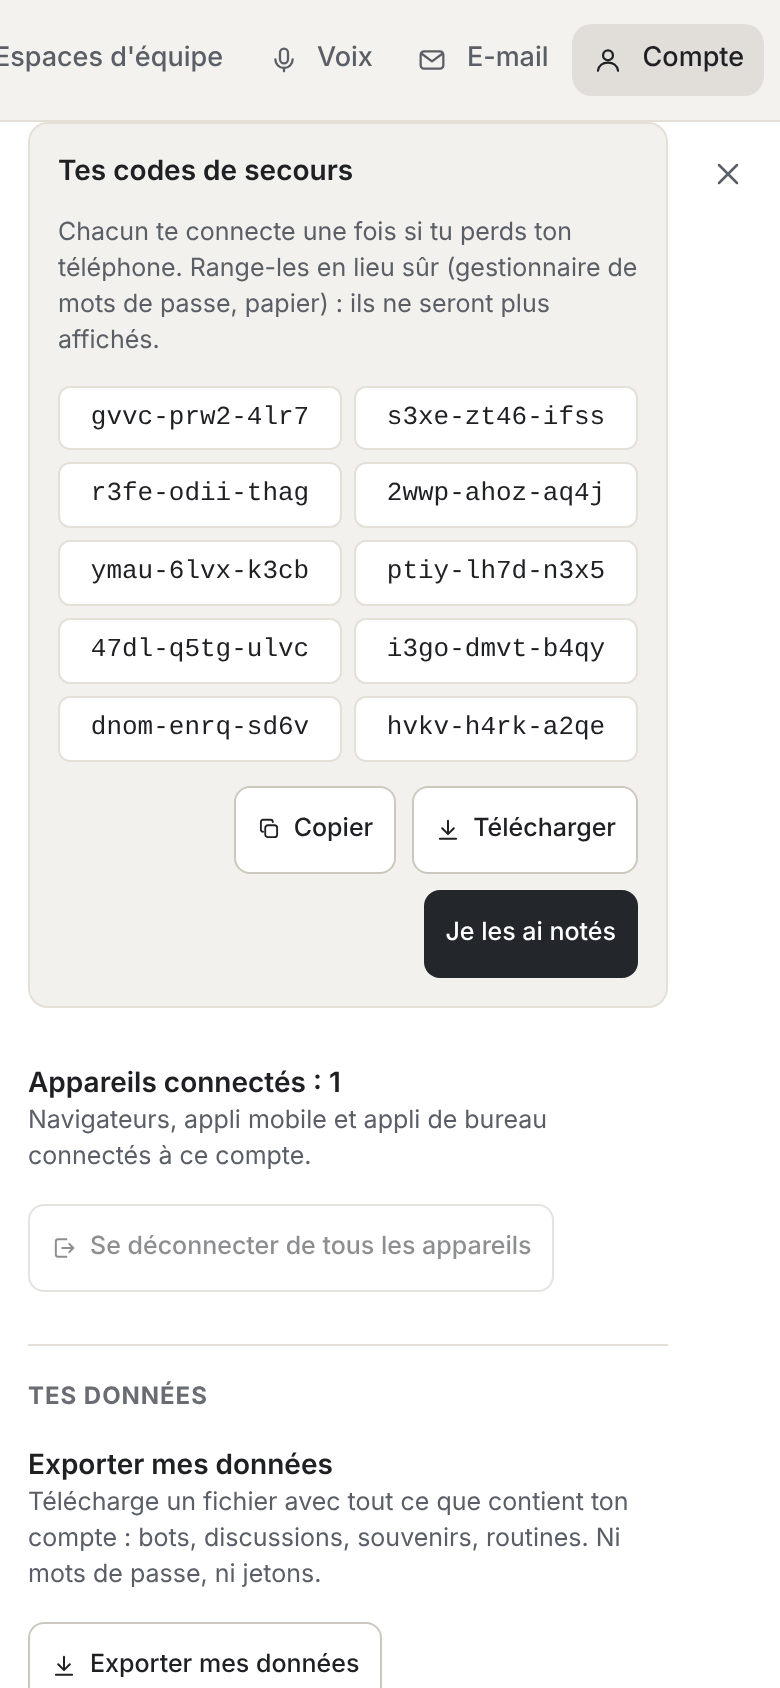 Espaces d'équipe
Voix
E-mail
Compte
Tes codes de secours
Chacun te connecte une fois si tu perds ton
téléphone. Range-les en lieu sûr (gestionnaire de
mots de passe, papier) : ils ne seront plus
affichés.
gvvc-prw2-4lr7
s3xe-zt46-ifss
r3fe-odii-thag
2wwp-ahoz-aq4j
ymau-6lvx-k3cb
ptiy-lh7d-n3x5
47dl-q5tg-ulvc
i3go-dmvt-b4qy
dnom-enrq-sd6v
hvkv-h4rk-a2qe
Copier
Télécharger
Je les ai notés
Appareils connectés : 1
Navigateurs, appli mobile et appli de bureau
connectés à ce compte.
Se déconnecter de tous les appareils
TES DONNÉES
Exporter mes données
Télécharge un fichier avec tout ce que contient ton
compte : bots, discussions, souvenirs, routines. Ni
mots de passe, ni jetons.
Exporter mes données